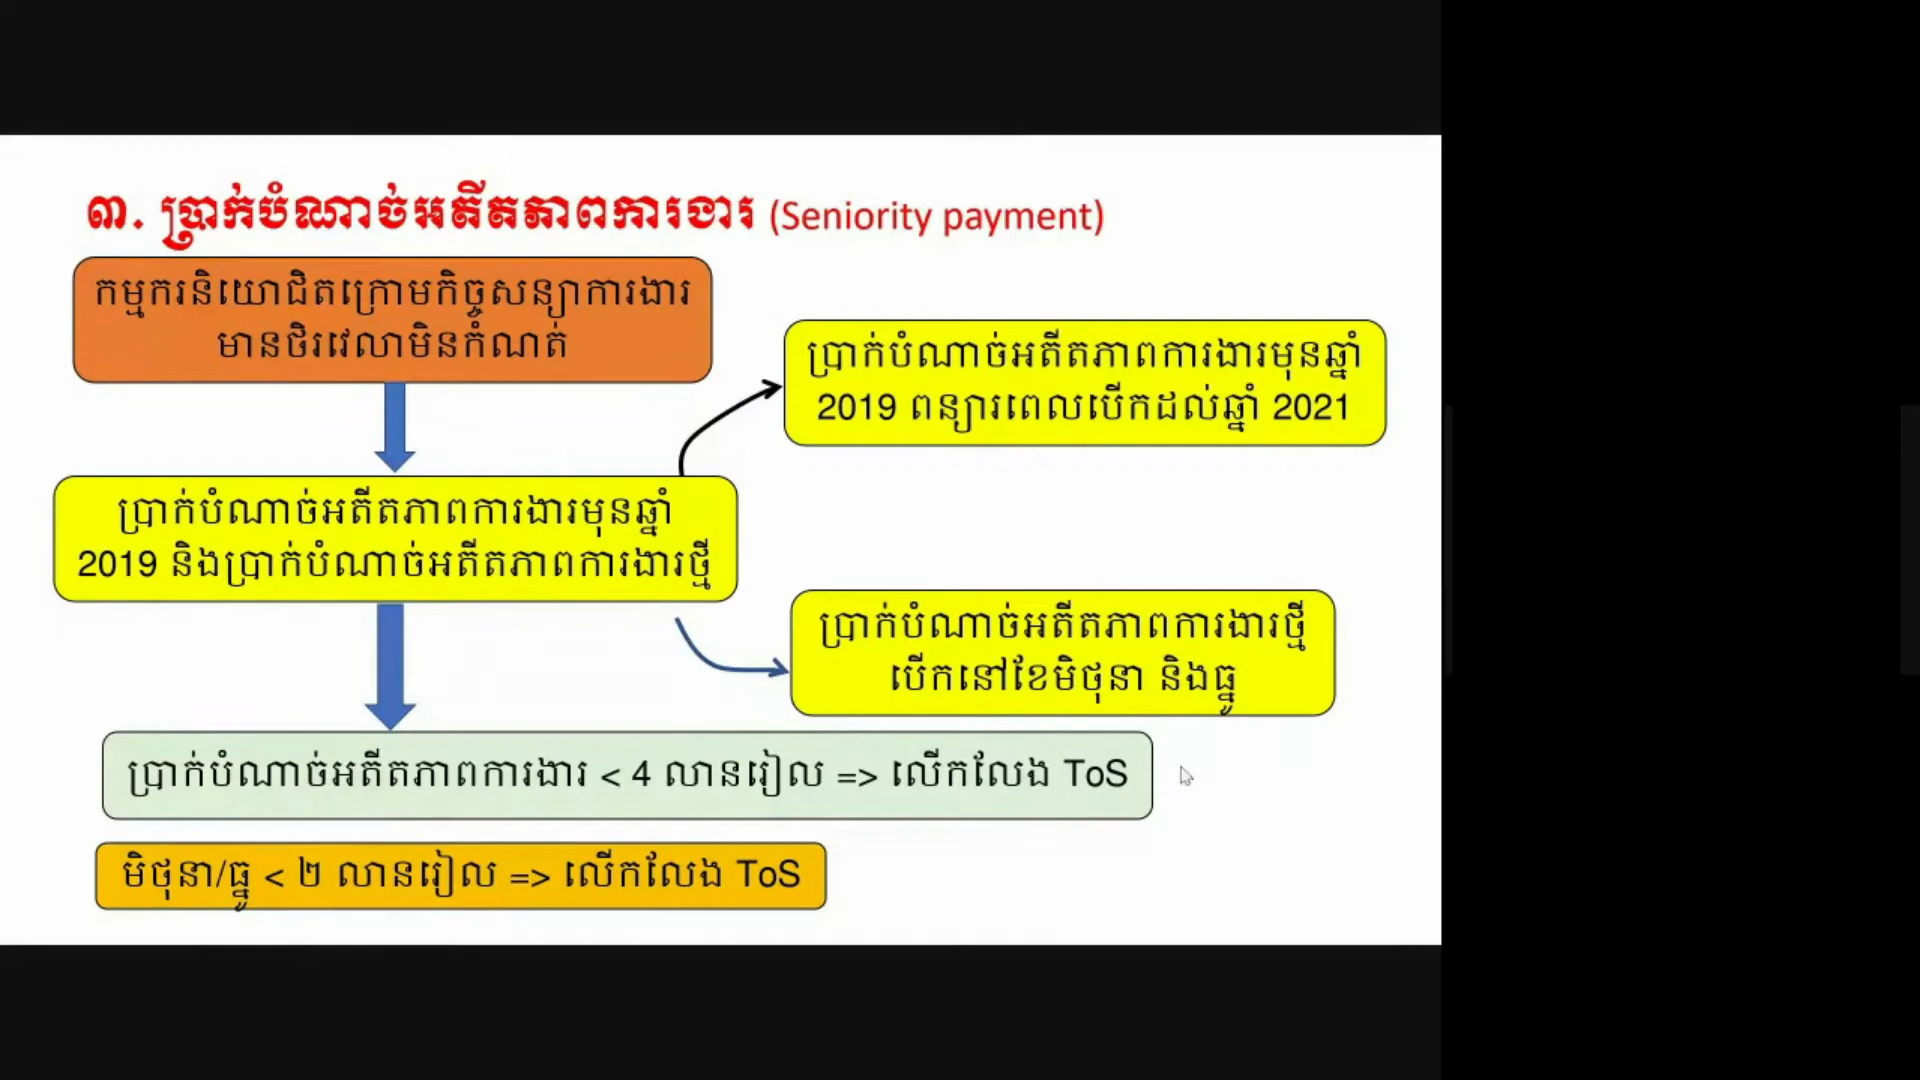 ៣. ប្រាក់បំណាច់អតីតភាពការងារ (Seniority payment)
កម្មករនិយោជិតក្រោមកិច្ចសន្យាការងារ
មានថិរវេលាមិនកំណត់
ប្រាក់បំណាច់អតីតភាពការងារមុនឆ្នាំ
2019 ពន្យារពេលបើកដល់ឆ្នាំ 2021
ប្រាក់បំណាច់អតីតភាពការងារមុនឆ្នាំ
2019 និងប្រាក់បំណាច់អតីតភាពការងារថ្មី
ប្រាក់បំណាច់អតីតភាពការងារថ្មី
បើកនៅខែមិថុនា និងធ្នូ
ប្រាក់បំណាច់អតីតភាពការងារ < 4 លានរៀល => លើកលែង ToS
មិថុនា/ធ្នូ < ២ លានរៀល => លើកលែង ToS